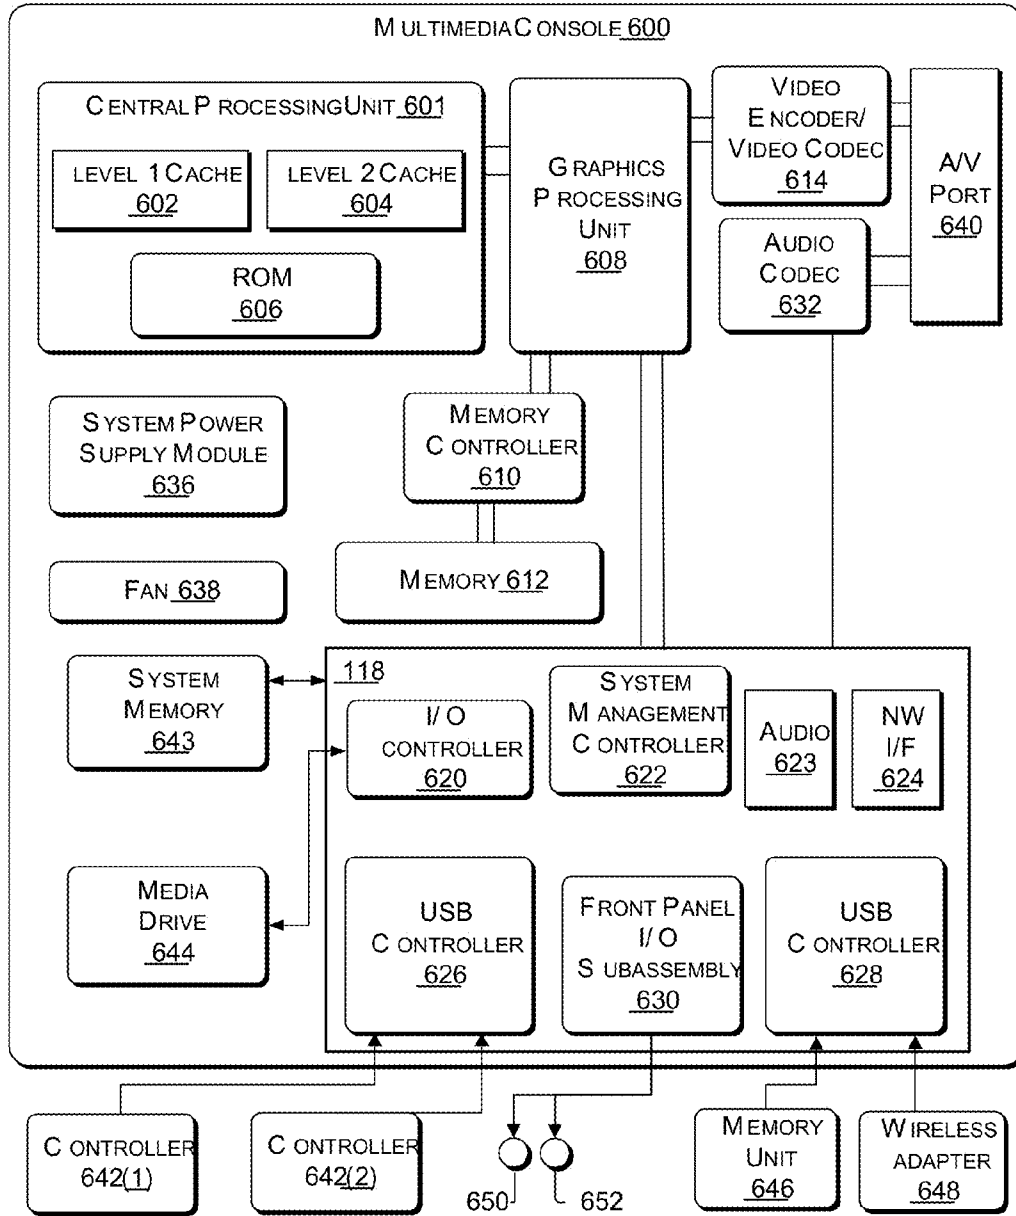 MULTIMEDIA CONSOLE 600
CENTRAL PROCESSING UNIT 601
LEVEL 1 CACHE
602
LEVEL 2 CACHE
604
ROM
606
GRAPHICS
PROCESSING
UNIT
608
VIDEO
ENCODER/
VIDEO CODEC
614
A/V
PORT
640
AUDIO
CODEC
632
SYSTEM POWER
SUPPLY MODULE
636
MEMORY
CONTROLLER
610
FAN 638
MEMORY 612
SYSTEM
MEMORY
643
118
I/O
CONTROLLER
620
SYSTEM
MANAGEMENT
CONTROLLER
622
AUDIO
623
NW
I/F
624
MEDIA
DRIVE
644
USB
CONTROLLER
626
FRONT PANEL
I/O
SUBASSEMBLY
630
USB
CONTROLLER
628
CONTROLLER
642(1)
CONTROLLER
642(2)
650
652
MEMORY
UNIT
646
WIRELESS
ADAPTER
648